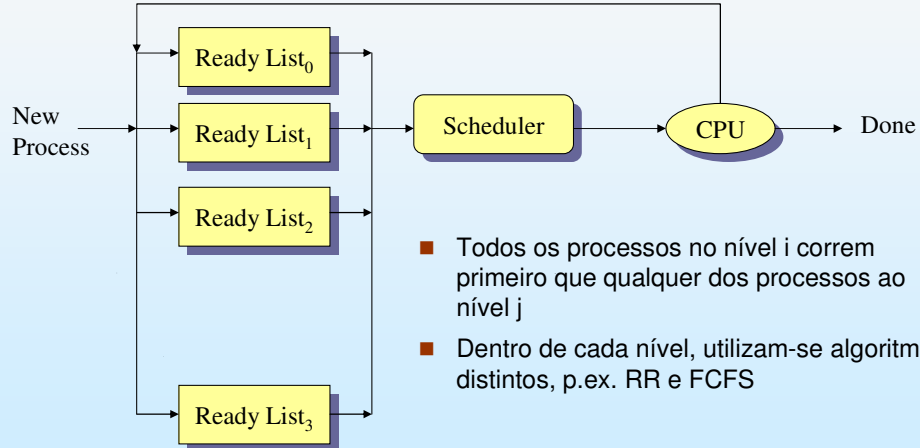 Ready List0
New
Process
Ready List1
Scheduler
CPU
Done
Ready List2
■ Todos os processos no nível i correm
primeiro que qualquer dos processos ao
nível j
■ Dentro de cada nível, utilizam-se algoritm
distintos, p.ex. RR e FCFS
Ready List3